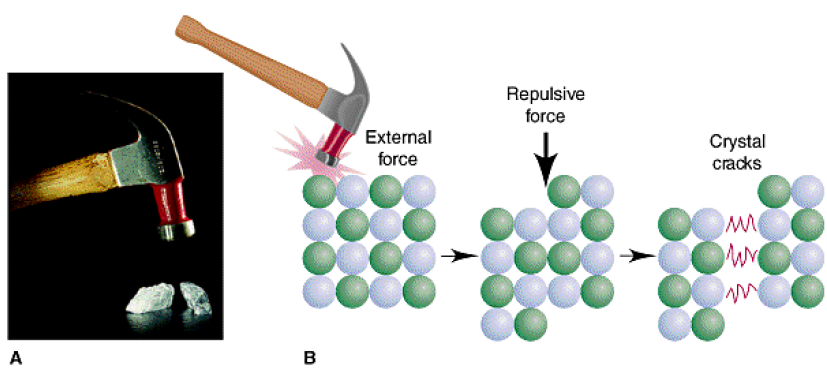 External
force
Repulsive
force
Crystal
cracks
A
B